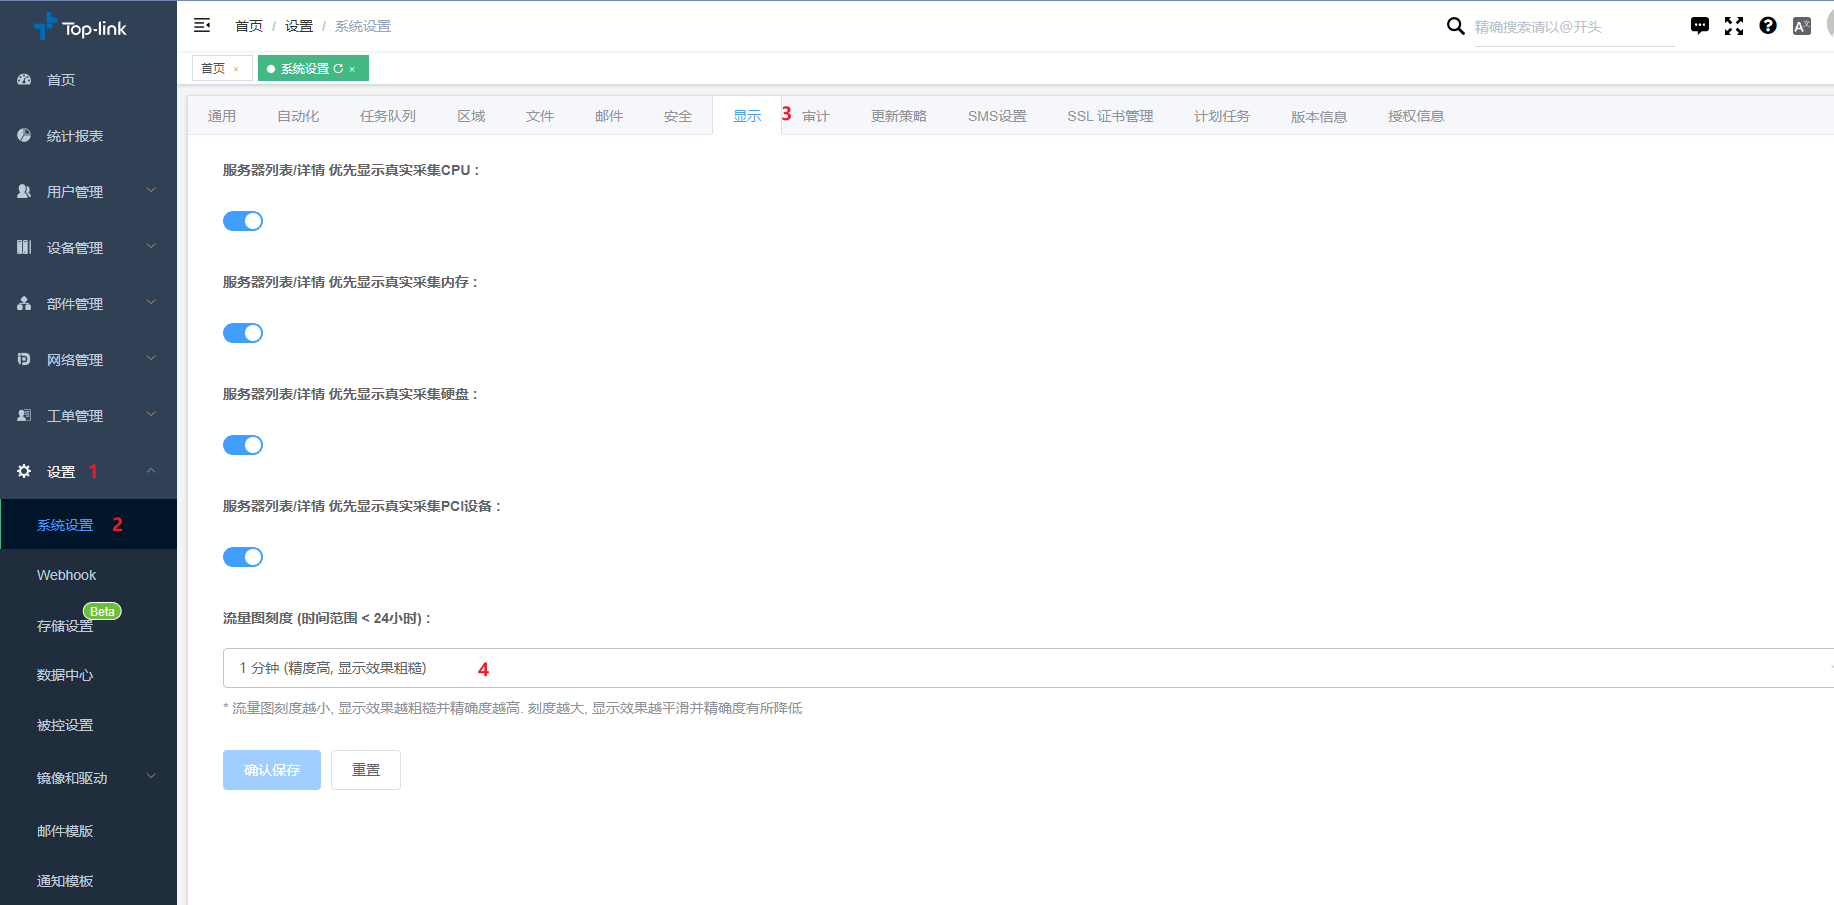 Top-link
首页 / 设置 / 系统设置
精确搜索请以@开头
首页 ×
系统设置 ×
首页
统计报表
用户管理
设备管理
部件管理
网络管理
工单管理
设置 1
系统设置 2
Webhook
Beta
存储设置
数据中心
被控设置
镜像和驱动
邮件模版
通知模板
通用 自动化 任务队列 区域 文件 邮件 安全 显示 3 审计 更新策略 SMS设置 SSL 证书管理 计划任务 版本信息 授权信息
服务器列表/详情 优先显示真实采集CPU :
服务器列表/详情 优先显示真实采集内存 :
服务器列表/详情 优先显示真实采集硬盘 :
服务器列表/详情 优先显示真实采集PCI设备 :
流量图刻度 (时间范围 < 24小时) :
1 分钟 (精度高, 显示效果粗糙) 4
* 流量图刻度越小, 显示效果越粗糙并精确度越高. 刻度越大, 显示效果越平滑并精确度有所降低
确认保存 重置